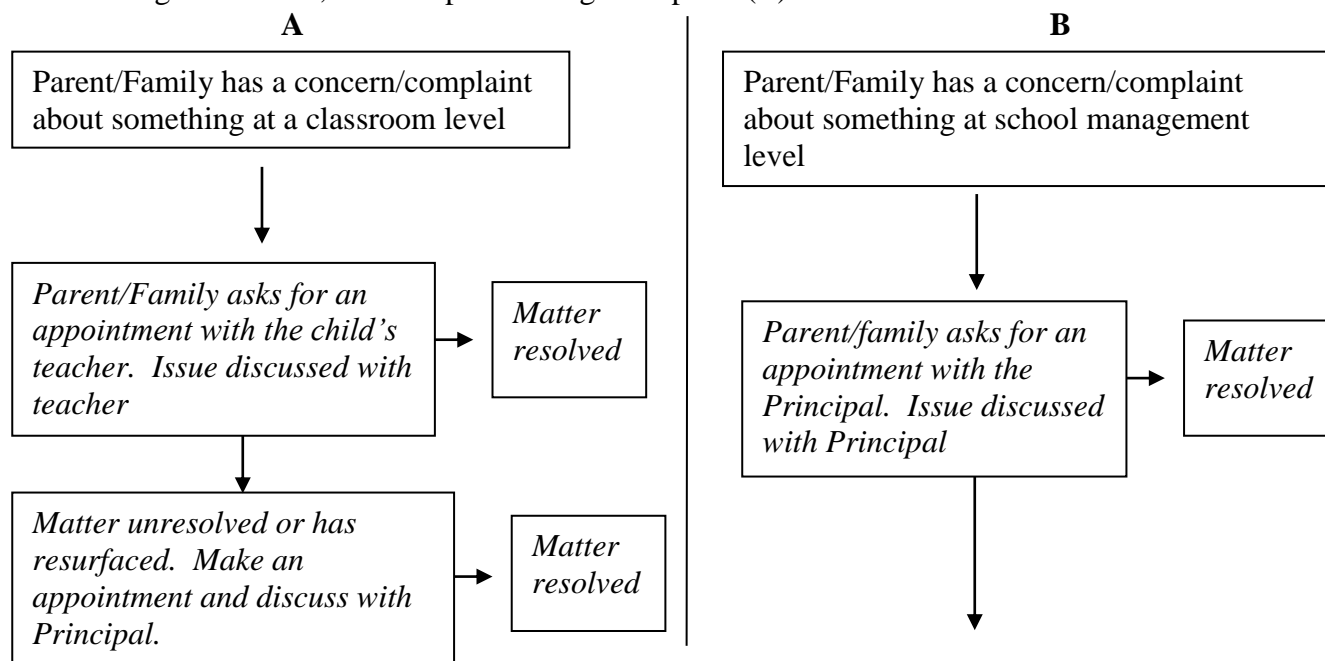 A
Parent/Family has a concern/complaint
about something at a classroom level
Parent/Family asks for an
appointment with the child's
teacher.  Issue discussed with
teacher
Matter
resolved
Matter unresolved or has
resurfaced.  Make an
appointment and discuss with
Principal.
Matter
resolved
B
Parent/Family has a concern/complaint
about something at school management
level
Parent/family asks for an
appointment with the
Principal.  Issue discussed
with Principal
Matter
resolved